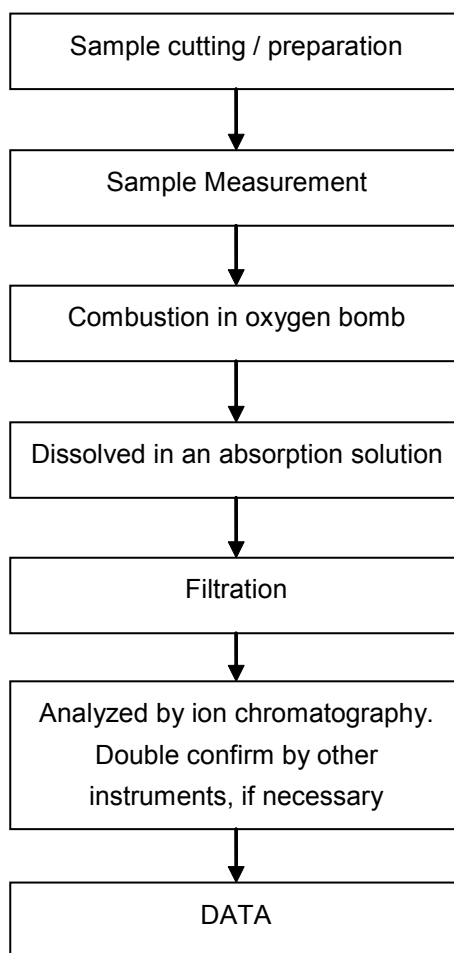 Sample cutting / preparation
Sample Measurement
Combustion in oxygen bomb
Dissolved in an absorption solution
Filtration
Analyzed by ion chromatography.
Double confirm by other
instruments, if necessary
DATA